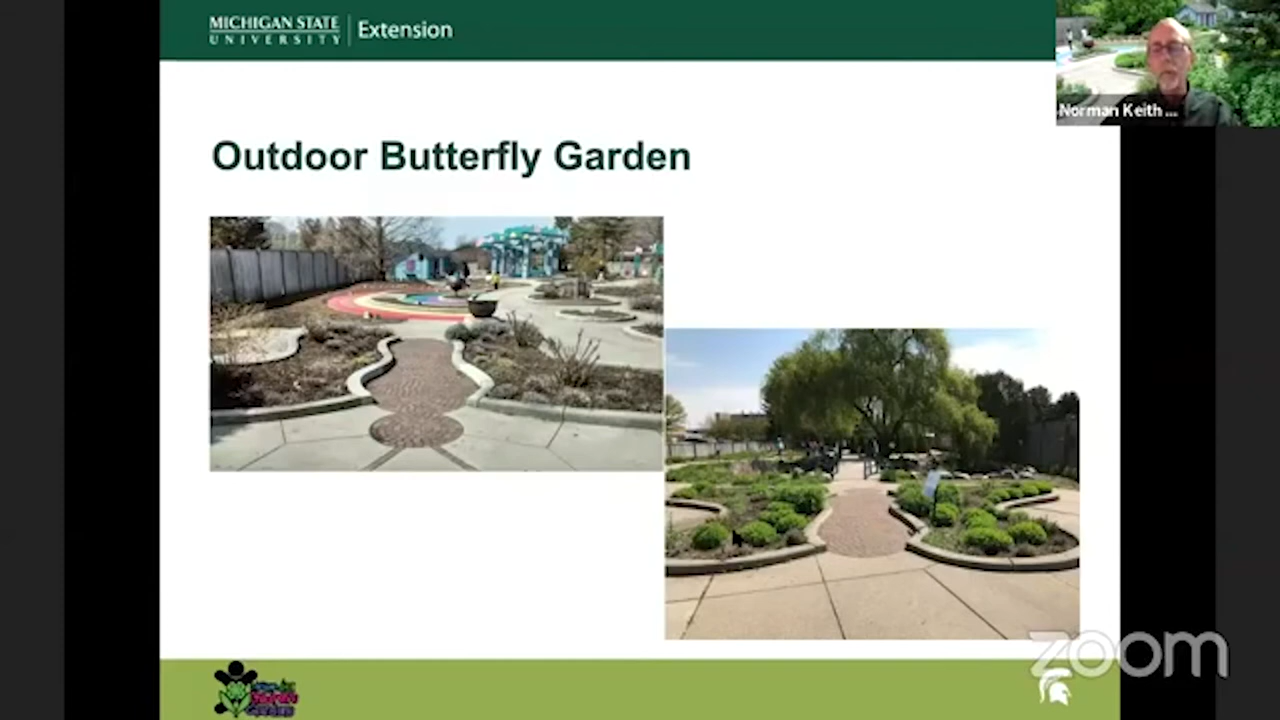 MICHIGAN STATE
UNIVERSITY
Extension
Norman Keith ...
Outdoor Butterfly Garden
zoom